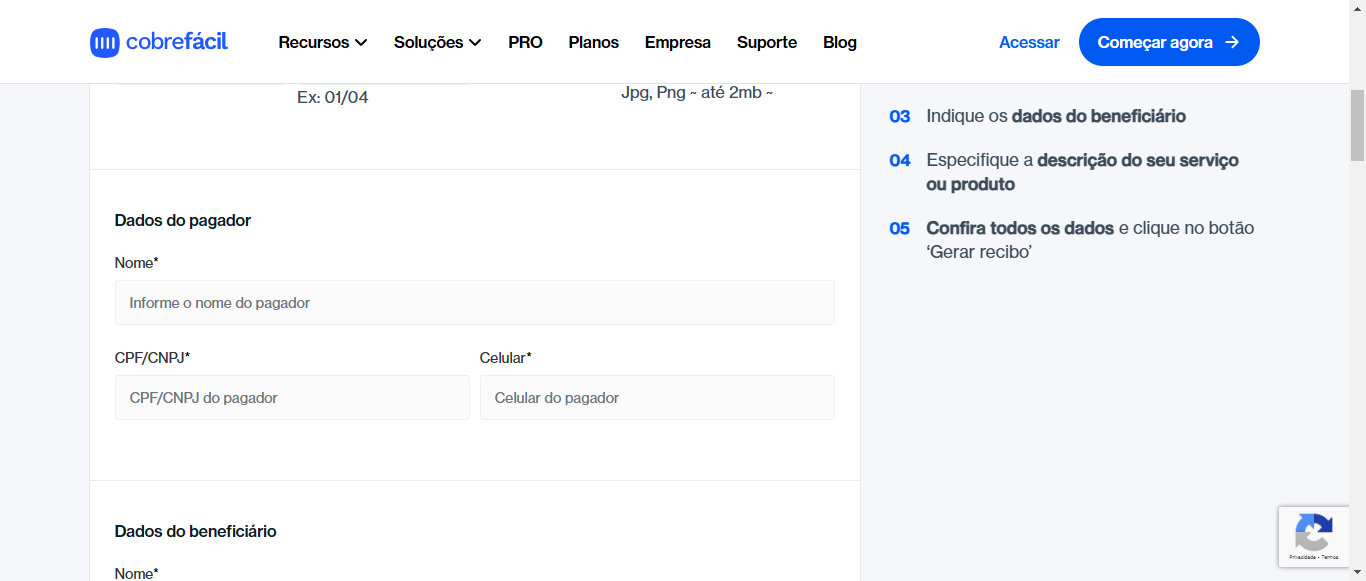 cobrefácil
Recursos
Soluções
PRO
Planos
Empresa
Suporte
Blog
Acessar
Começar agora
Ex: 01/04
Jpg, Png ~ até 2mb ~
Dados do pagador
Nome*
Informe o nome do pagador
CPF/CNPJ*
Celular*
CPF/CNPJ do pagador
Celular do pagador
Dados do beneficiário
Nome*
03 Indique os dados do beneficiário
04 Especifique a descrição do seu serviço
ou produto
05 Confira todos os dados e clique no botão
‘Gerar recibo’
Privacidade - Termos